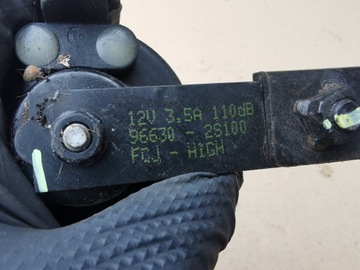 12V 3.5A 110dB
96630 - 2S100
FCJ - HIGH